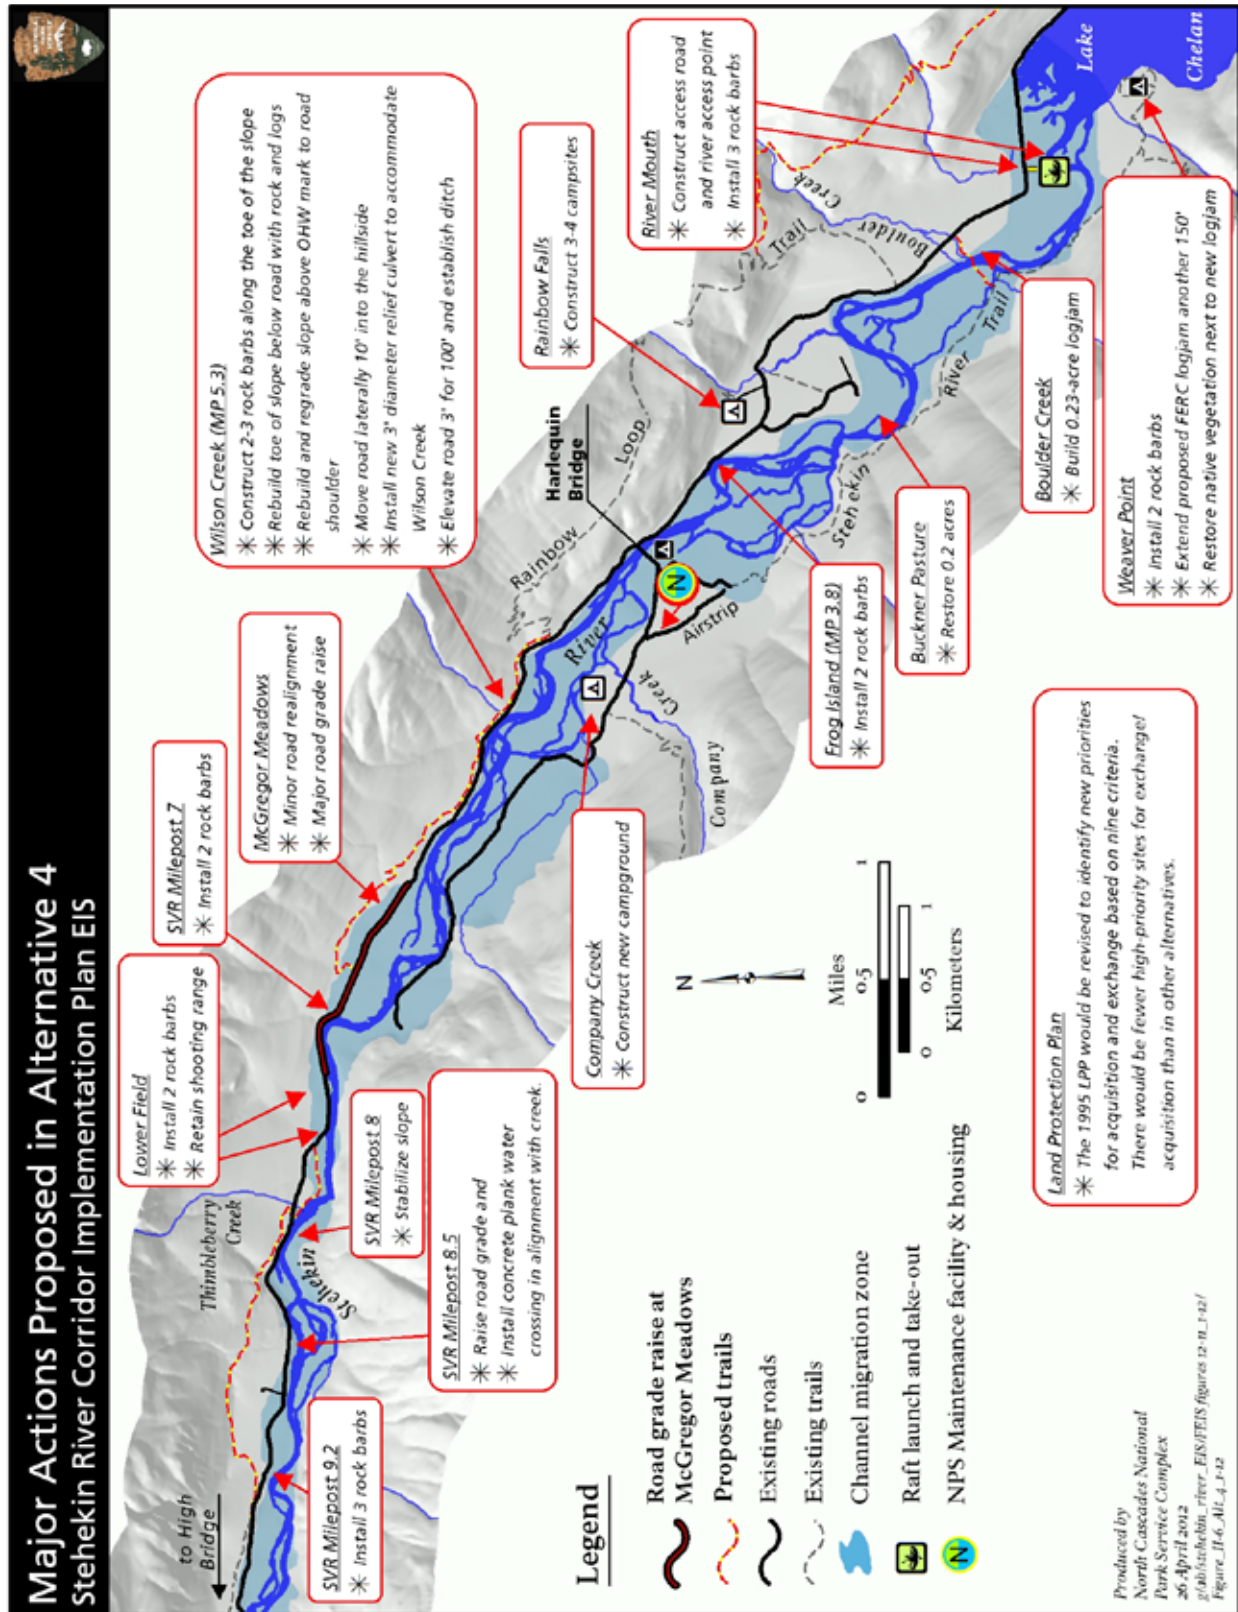 Major Actions Proposed in Alternative 4
Stehekin River Corridor Implementation Plan EIS
to High
Bridge
SVR Milepost 9.2
✳ Install 3 rock barbs
Thimbleberry
Creek
Stehekin
SVR Milepost 8.5
✳ Raise road grade and
✳ Install concrete plank water
crossing in alignment with creek.
SVR Milepost 8
✳ Stabilize slope
Lower Field
✳ Install 2 rock barbs
✳ Retain shooting range
SVR Milepost 7
✳ Install 2 rock barbs
McGregor Meadows
✳ Minor road realignment
✳ Major road grade raise
Wilson Creek (MP 5.3)
✳ Construct 2-3 rock barbs along the toe of the slope
✳ Rebuild toe of slope below road with rock and logs
✳ Rebuild and regrade slope above OHW mark to road
shoulder
✳ Move road laterally 10' into the hillside
✳ Install new 3" diameter relief culvert to accommodate
Wilson Creek
✳ Elevate road 3' for 100' and establish ditch
Company Creek
✳ Construct new campground
Company
Creek
River
Rainbow
Loop
Trail
Harlequin
Bridge
Airstrip
Rainbow Falls
✳ Construct 3-4 campsites
Frog Island (MP 3.8)
✳ Install 2 rock barbs
Buckner Pasture
✳ Restore 0.2 acres
Stehekin
River
Trail
Boulder
Creek
River Mouth
✳ Construct access road
and river access point
✳ Install 3 rock barbs
Boulder Creek
✳ Build 0.23-acre logjam
Weaver Point
✳ Install 2 rock barbs
✳ Extend proposed FERC logjam another 150'
✳ Restore native vegetation next to new logjam
Lake
Chelan
N
Miles
0 0.5 1
0 0.5 1
Kilometers
Land Protection Plan
✳ The 1995 LPP would be revised to identify new priorities
for acquisition and exchange based on nine criteria.
There would be fewer high-priority sites for exchange/
acquisition than in other alternatives.
Legend
Road grade raise at
McGregor Meadows
Proposed trails
Existing roads
Existing trails
Channel migration zone
Raft launch and take-out
N
NPS Maintenance facility & housing
N
Produced by
North Cascades National
Park Service Complex
26 April 2012